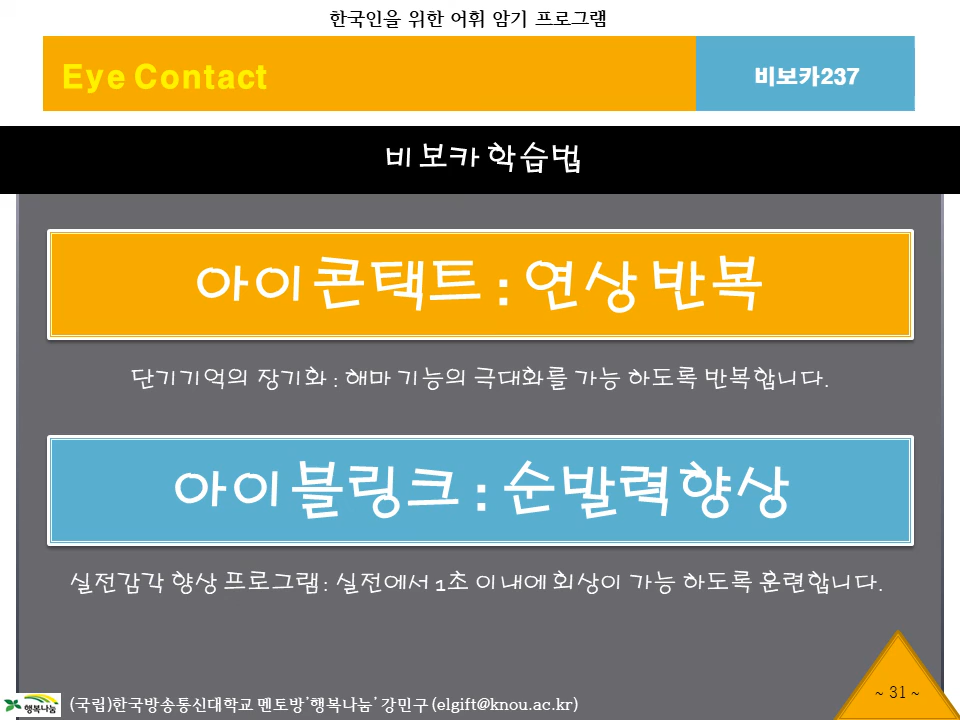 한국인을 위한 어휘 암기 프로그램
Eye Contact
비보카237
비보카 학습법
아이콘택트 : 연상 반복
단기기억의 장기화 : 해마 기능의 극대화를 가능 하도록 반복합니다.
아이블링크 : 순발력향상
실전감각 향상 프로그램 : 실전에서 1초 이내에 회상이 가능 하도록 훈련합니다.
~ 31 ~
행복나눔
(국립)한국방송통신대학교 멘토방'행복나눔' 강민구 (elgift@knou.ac.kr)